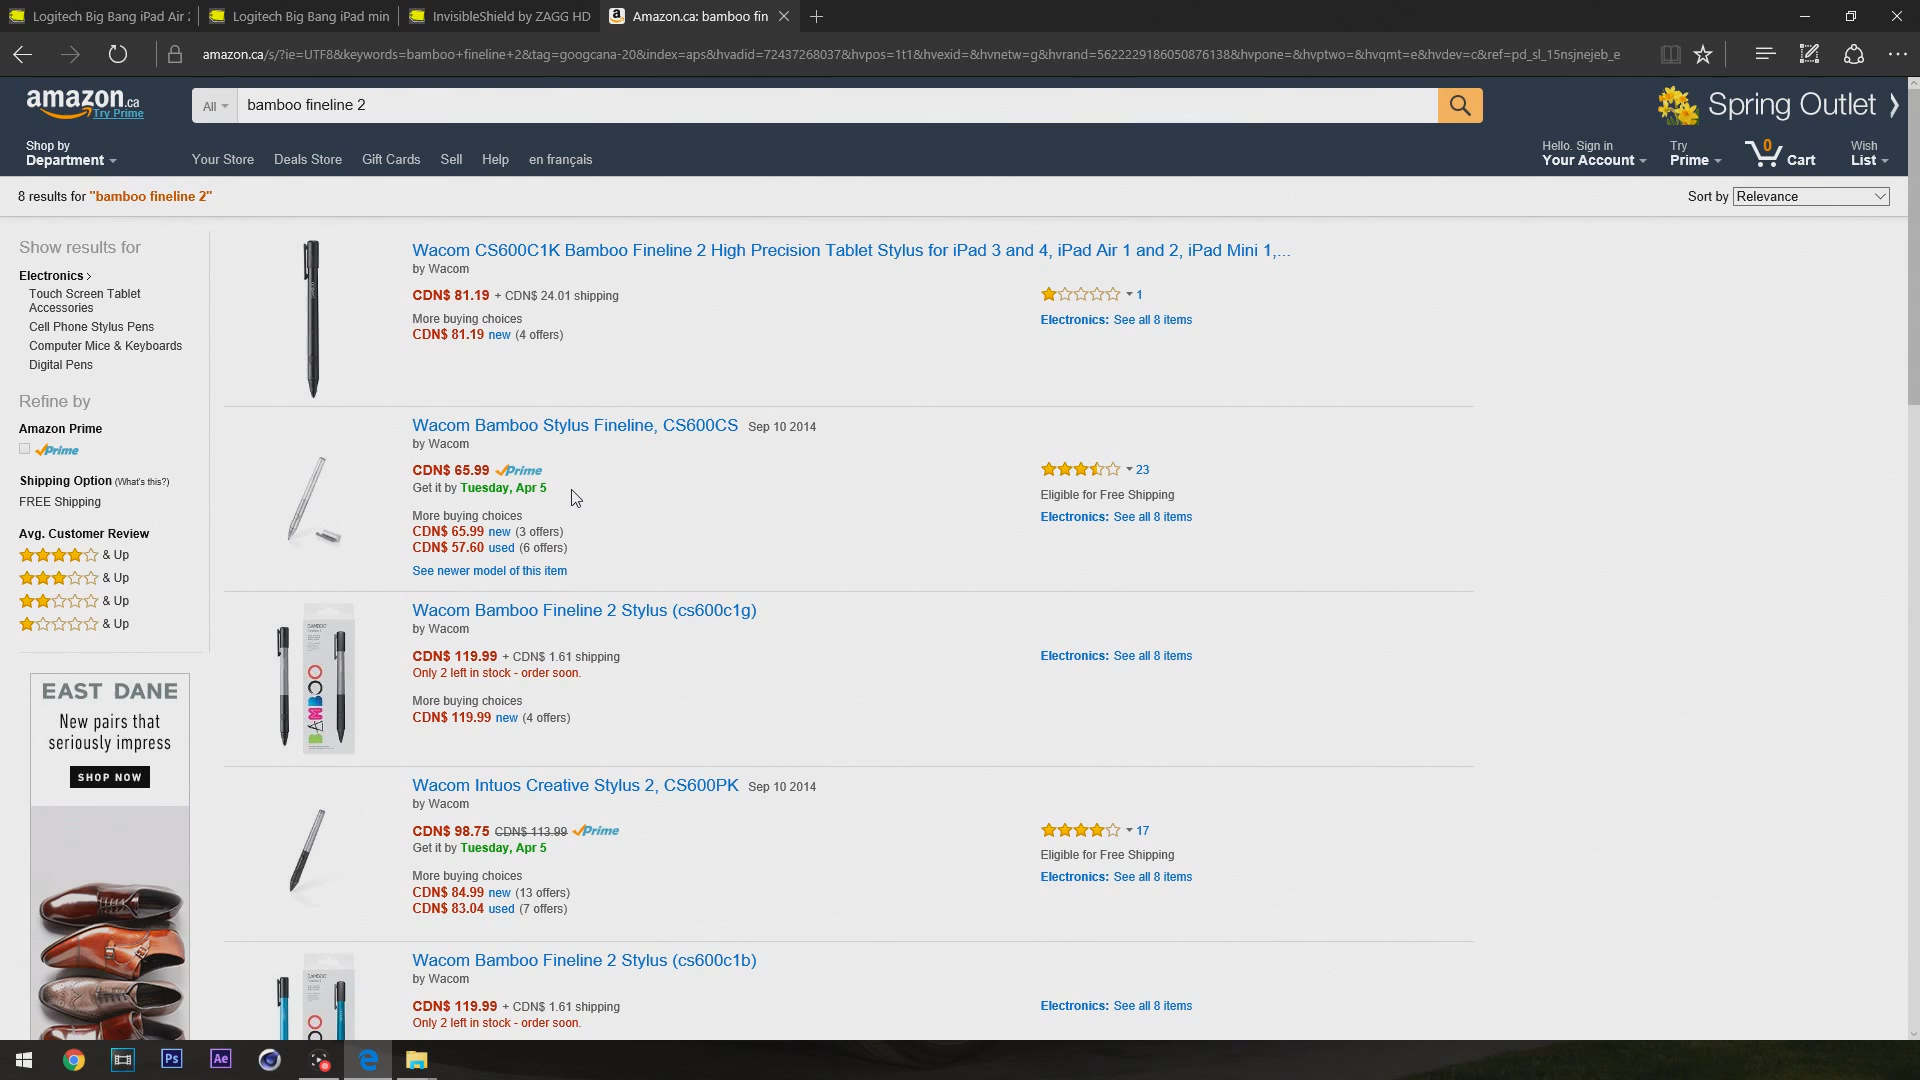 Logitech Big Bang iPad Air 2
Logitech Big Bang iPad min
InvisibleShield by ZAGG HD
Amazon.ca: bamboo fin
amazon.ca/s/?ie=UTF8&keywords=bamboo+fineline+2&tag=googcana-20&index=aps&hvadid=72437268037&hvpos=1t1&hvexid=&hvnetw=g&hvrand=5622229186050876138&hvpone=&hvptwo=&hvqmt=e&hvdev=c&ref=pd_sl_15nsjnejeb_e
amazon.ca
Try Prime
All
bamboo fineline 2
Spring Outlet
Shop by
Department
Your Store
Deals Store
Gift Cards
Sell
Help
en français
Hello. Sign in
Your Account
Try
Prime
0
Cart
Wish
List
8 results for "bamboo fineline 2"
Sort by Relevance
Show results for
Electronics
Touch Screen Tablet
Accessories
Cell Phone Stylus Pens
Computer Mice & Keyboards
Digital Pens
Refine by
Amazon Prime
Prime
Shipping Option (What's this?)
FREE Shipping
Avg. Customer Review
& Up
& Up
& Up
& Up
EAST DANE
New pairs that
seriously impress
SHOP NOW
Wacom CS600C1K Bamboo Fineline 2 High Precision Tablet Stylus for iPad 3 and 4, iPad Air 1 and 2, iPad Mini 1,...
by Wacom
CDN$ 81.19 + CDN$ 24.01 shipping
More buying choices
CDN$ 81.19 new (4 offers)
1
Electronics: See all 8 items
Wacom Bamboo Stylus Fineline, CS600CS Sep 10 2014
by Wacom
CDN$ 65.99 Prime
Get it by Tuesday, Apr 5
More buying choices
CDN$ 65.99 new (3 offers)
CDN$ 57.60 used (6 offers)
See newer model of this item
23
Eligible for Free Shipping
Electronics: See all 8 items
BAMBOO
Wacom Bamboo Fineline 2 Stylus (cs600c1g)
by Wacom
CDN$ 119.99 + CDN$ 1.61 shipping
Only 2 left in stock - order soon.
More buying choices
CDN$ 119.99 new (4 offers)
Electronics: See all 8 items
Wacom Intuos Creative Stylus 2, CS600PK Sep 10 2014
by Wacom
CDN$ 98.75 CDN$ 113.99 Prime
Get it by Tuesday, Apr 5
More buying choices
CDN$ 84.99 new (13 offers)
CDN$ 83.04 used (7 offers)
17
Eligible for Free Shipping
Electronics: See all 8 items
Wacom Bamboo Fineline 2 Stylus (cs600c1b)
by Wacom
CDN$ 119.99 + CDN$ 1.61 shipping
Only 2 left in stock - order soon.
Electronics: See all 8 items
Ps
Ae